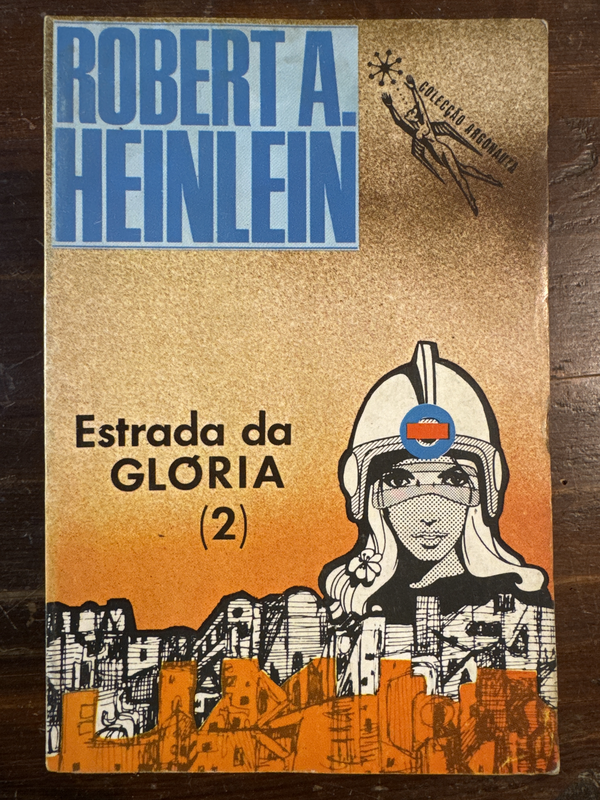 ROBERT A.
HEINLEIN
COLECÇÃO ARGONAUTA
Estrada da
GLÓRIA
(2)